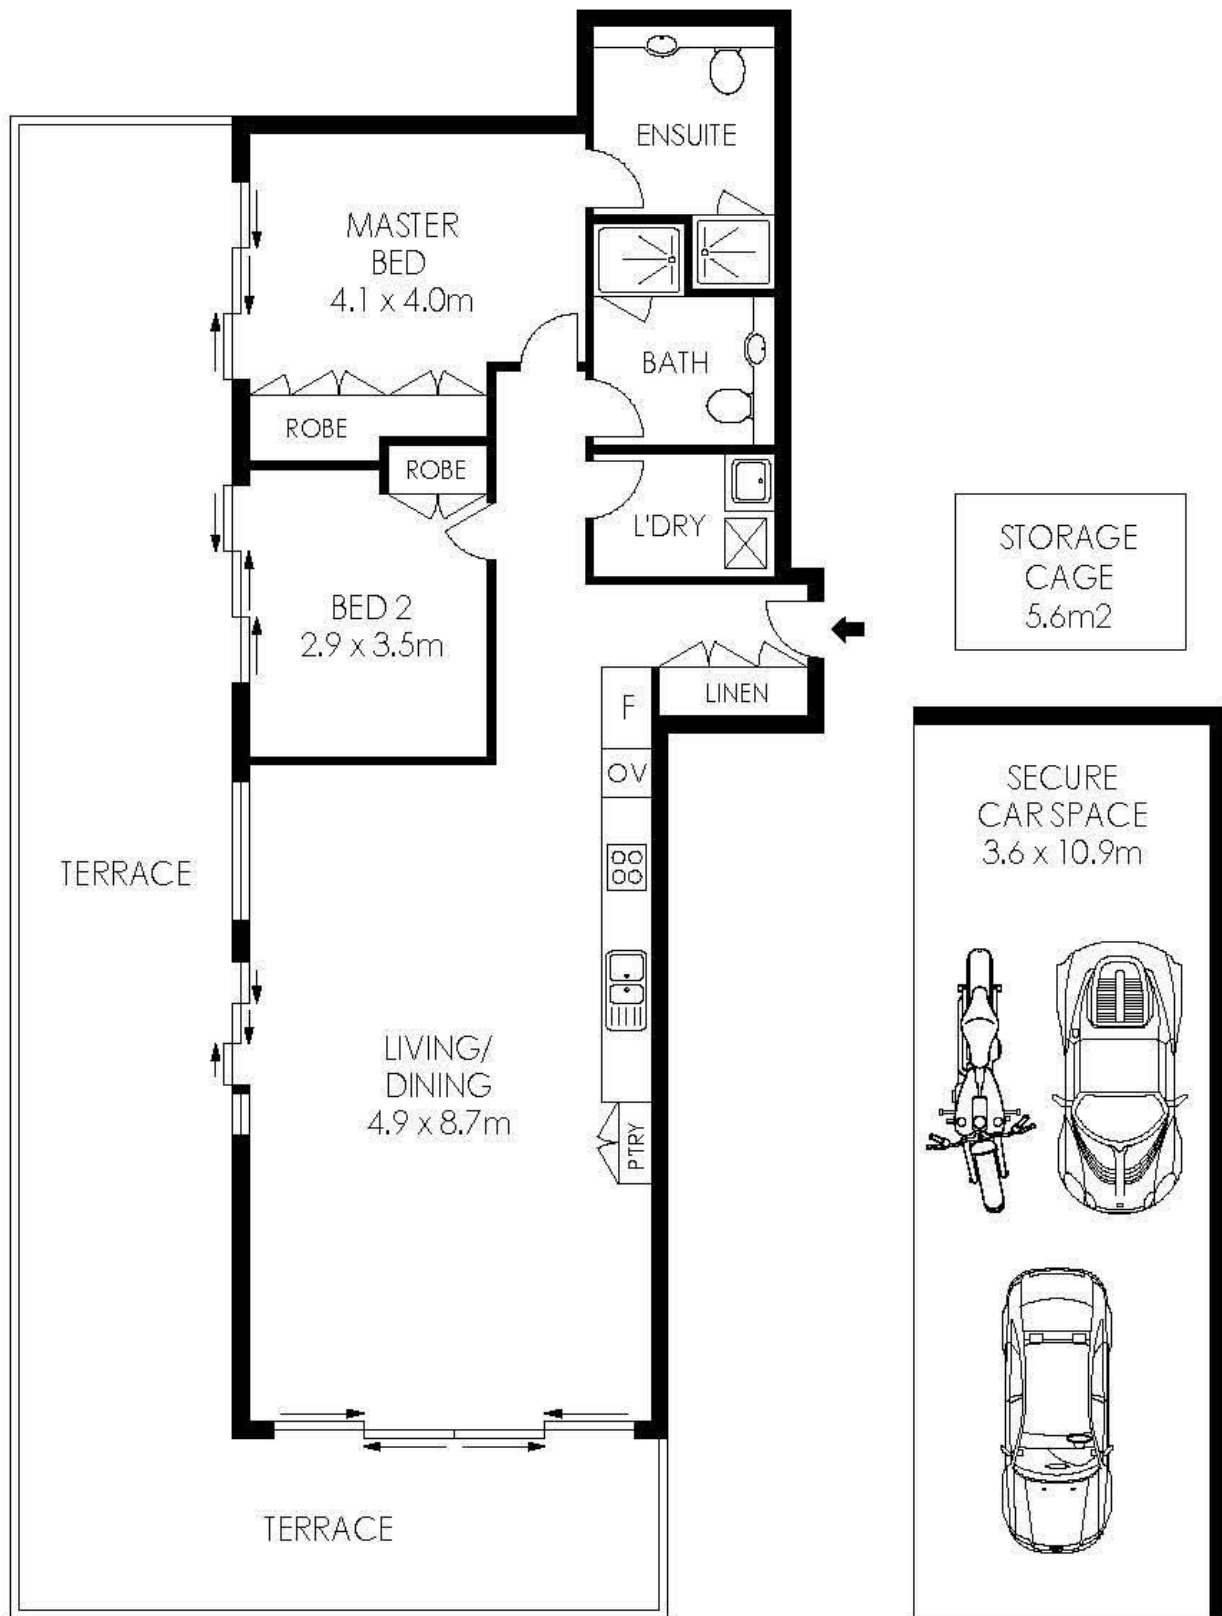 ENSUITE
MASTER
BED
4.1 x 4.0m
BATH
ROBE
ROBE
L'DRY
STORAGE
CAGE
5.6m2
BED 2
2.9 x 3.5m
LINEN
F
OV
SECURE
CAR SPACE
3.6 x 10.9m
TERRACE
LIVING/
DINING
4.9 x 8.7m
PTRY
TERRACE